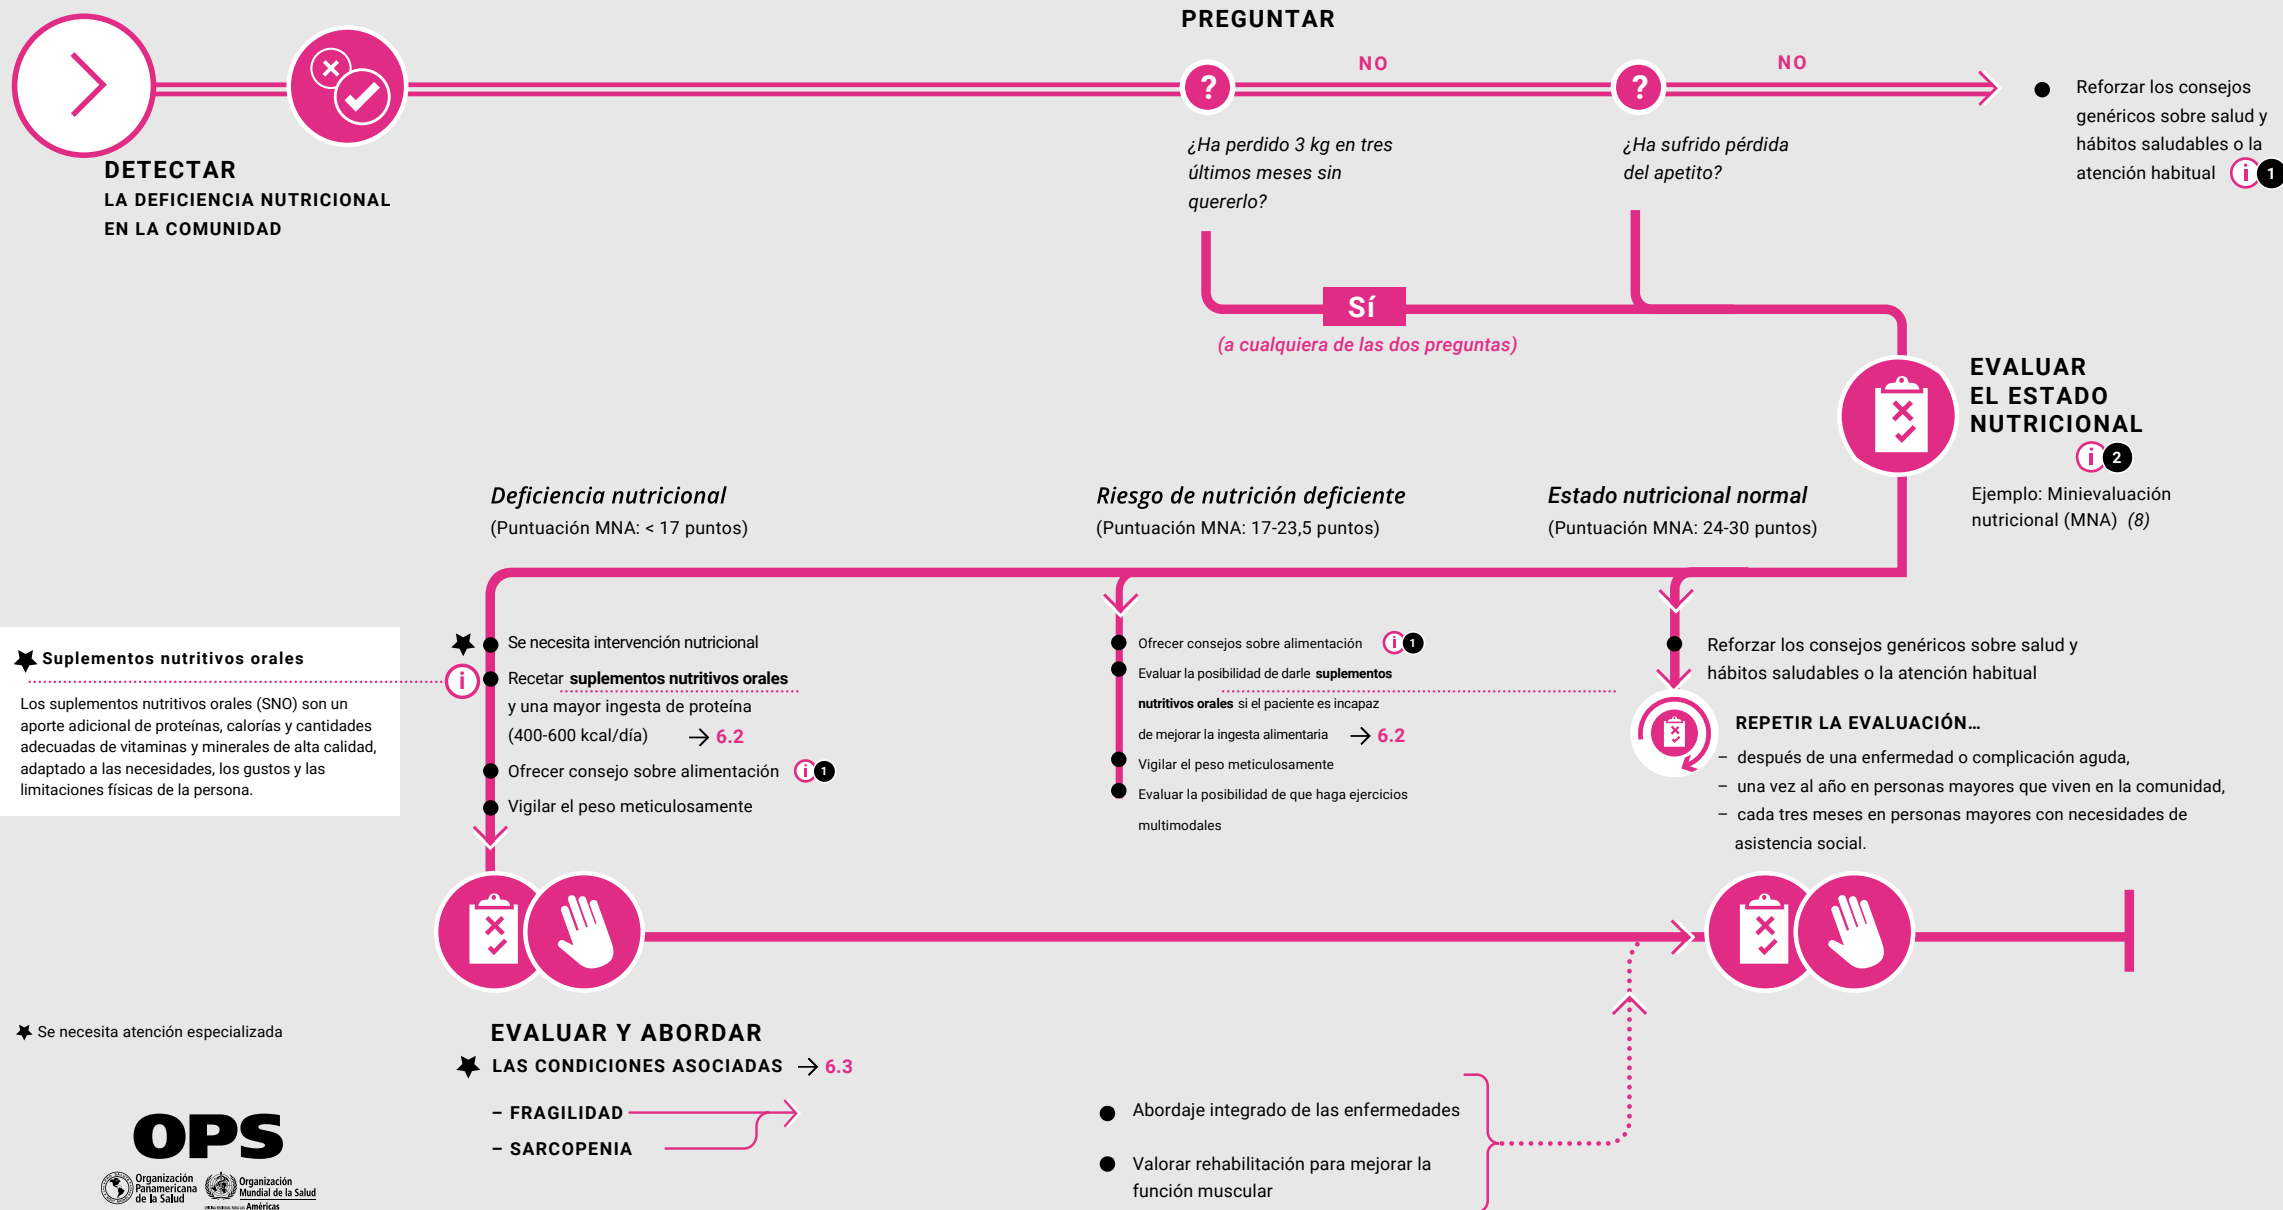 PREGUNTAR
NO
NO
?
?
DETECTAR
LA DEFICIENCIA NUTRICIONAL
EN LA COMUNIDAD
¿Ha perdido 3 kg en tres
últimos meses sin
quererlo?
¿Ha sufrido pérdida
del apetito?
● Reforzar los consejos
genéricos sobre salud y
hábitos saludables o la
atención habitual i 1
Sí
(a cualquiera de las dos preguntas)
EVALUAR
EL ESTADO
NUTRICIONAL
i 2
Ejemplo: Minievaluación
nutricional (MNA) (8)
Deficiencia nutricional
(Puntuación MNA: < 17 puntos)
Riesgo de nutrición deficiente
(Puntuación MNA: 17-23,5 puntos)
Estado nutricional normal
(Puntuación MNA: 24-30 puntos)
Suplementos nutritivos orales
Los suplementos nutritivos orales (SNO) son un
aporte adicional de proteínas, calorías y cantidades
adecuadas de vitaminas y minerales de alta calidad,
adaptado a las necesidades, los gustos y las
limitaciones físicas de la persona.
● Se necesita intervención nutricional
i
● Recetar suplementos nutritivos orales
y una mayor ingesta de proteína
(400-600 kcal/día) → 6.2
● Ofrecer consejo sobre alimentación i 1
● Vigilar el peso meticulosamente
● Ofrecer consejos sobre alimentación i 1
● Evaluar la posibilidad de darle suplementos
nutritivos orales si el paciente es incapaz
de mejorar la ingesta alimentaria → 6.2
● Vigilar el peso meticulosamente
● Evaluar la posibilidad de que haga ejercicios
multimodales
● Reforzar los consejos genéricos sobre salud y
hábitos saludables o la atención habitual
REPETIR LA EVALUACIÓN…
– después de una enfermedad o complicación aguda,
– una vez al año en personas mayores que viven en la comunidad,
– cada tres meses en personas mayores con necesidades de
asistencia social.
Se necesita atención especializada
EVALUAR Y ABORDAR
LAS CONDICIONES ASOCIADAS → 6.3
– FRAGILIDAD
– SARCOPENIA
● Abordaje integrado de las enfermedades
● Valorar rehabilitación para mejorar la
función muscular
OPS
Organización
Panamericana
de la Salud
Organización
Mundial de la Salud
Américas